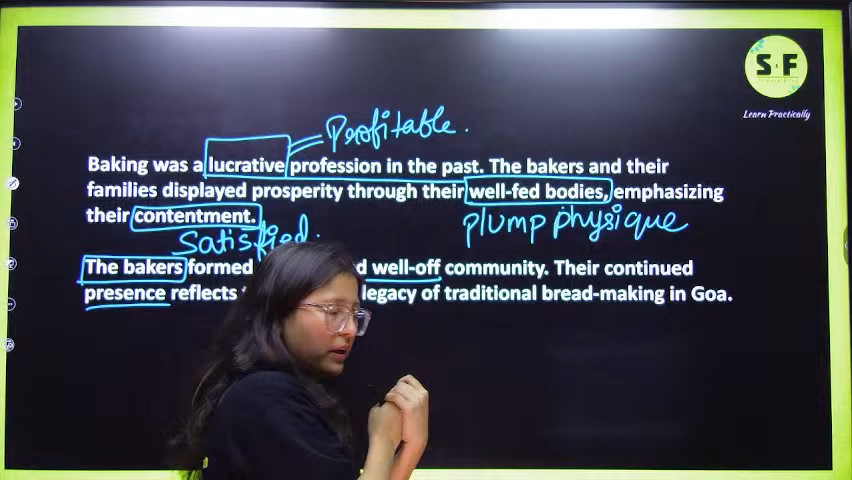 S&F
Learn Practically
Profitable.
Baking was a lucrative profession in the past. The bakers and their
families displayed prosperity through their well-fed bodies, emphasizing
their contentment.
plump physique
Satisfied.
The bakers formed d well-off community. Their continued
presence reflects t legacy of traditional bread-making in Goa.